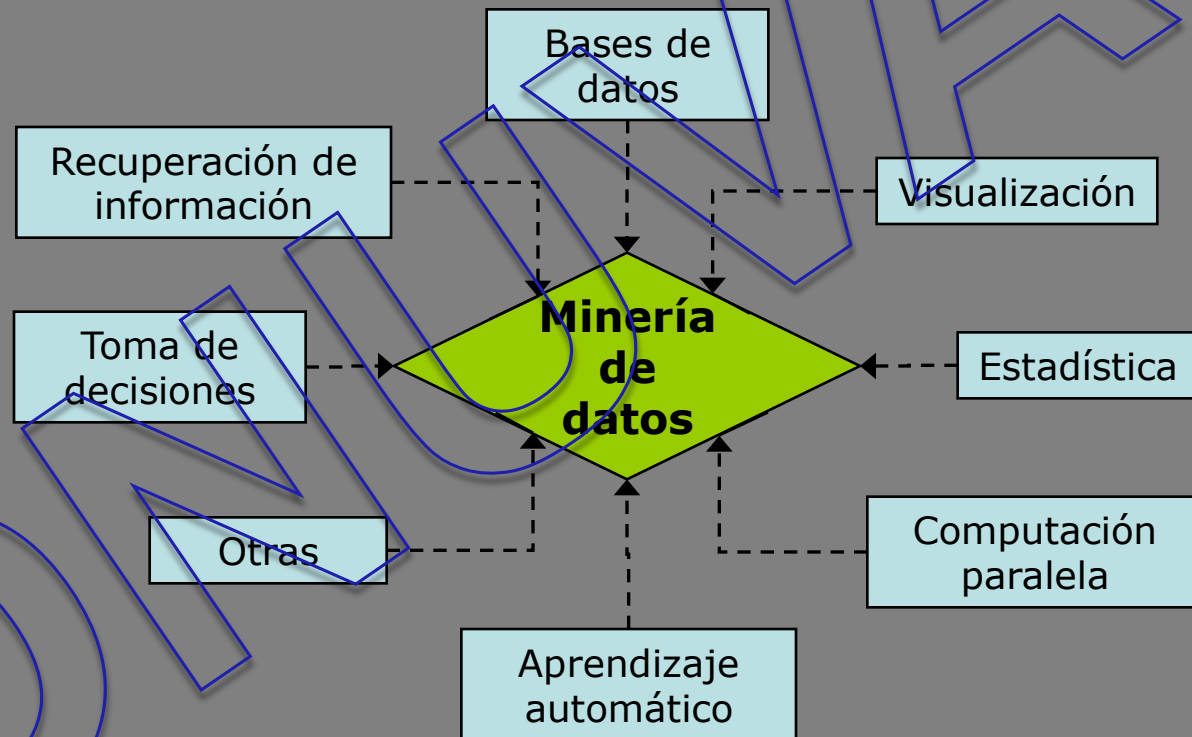 Bases de
datos
Recuperación de
información
Visualización
Minería
de
datos
Toma de
decisiones
Estadística
Otras
Computación
paralela
Aprendizaje
automático